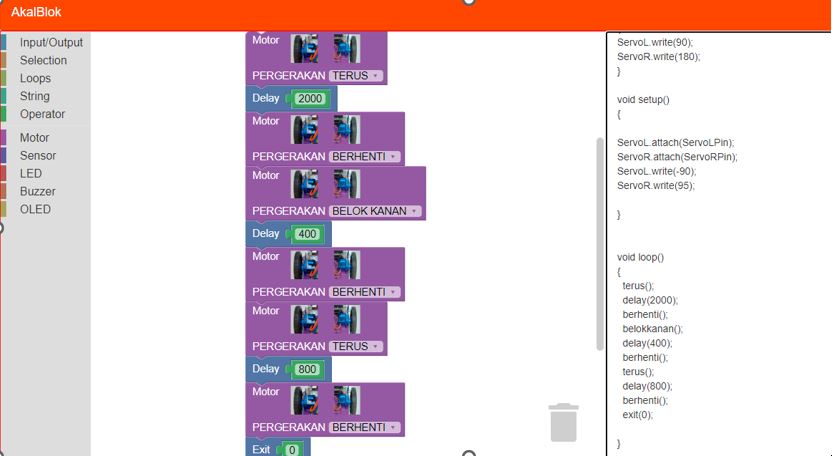 AkalBlok
Input/Output
Selection
Loops
String
Operator
Motor
Sensor
LED
Buzzer
OLED
Motor
PERGERAKAN TERUS
Delay 2000
Motor
PERGERAKAN BERHENTI
Motor
PERGERAKAN BELOK KANAN
Delay 400
Motor
PERGERAKAN BERHENTI
Motor
PERGERAKAN TERUS
Delay 800
Motor
PERGERAKAN BERHENTI
Exit 0
ServoL.write(90);
ServoR.write(180);
}
void setup()
{
ServoL.attach(ServoLPin);
ServoR.attach(ServoRPin);
ServoL.write(-90);
ServoR.write(95);
}
void loop()
{
terus();
delay(2000);
berhenti();
belokkanan();
delay(400);
berhenti();
terus();
delay(800);
berhenti();
exit(0);
}